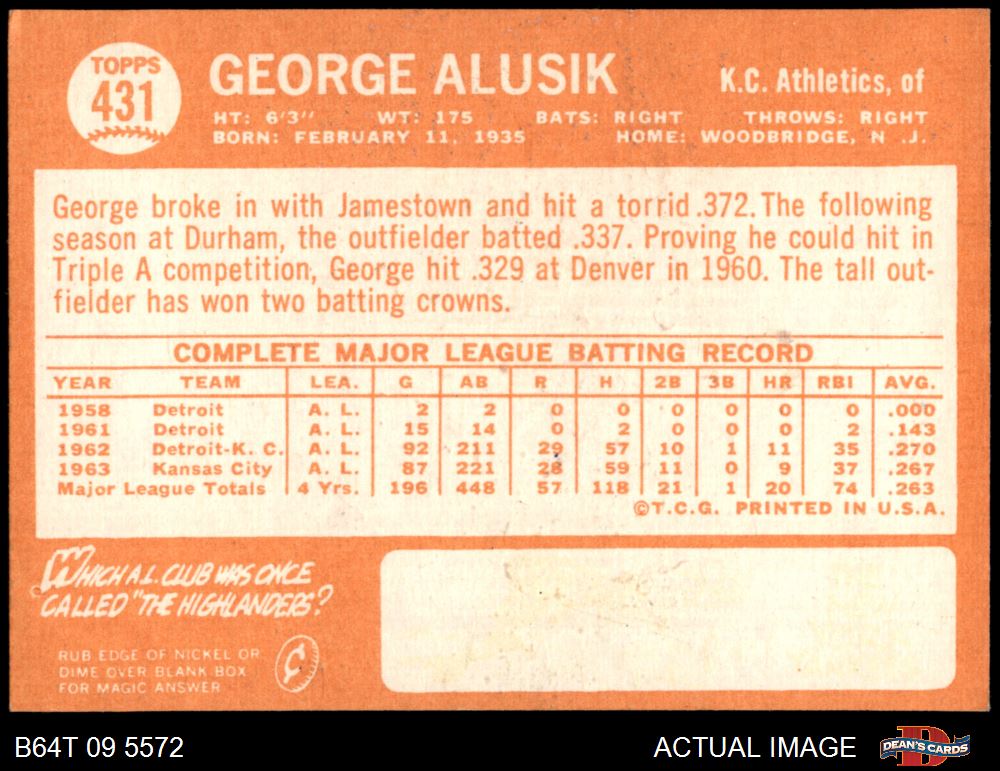 TOPPS
431
GEORGE ALUSIK
K.C. Athletics, of
HT: 6'3" WT: 175 BATS: RIGHT THROWS: RIGHT
BORN: FEBRUARY 11, 1935 HOME: WOODBRIDGE, N .J.
George broke in with Jamestown and hit a torrid .372. The following
season at Durham, the outfielder batted .337. Proving he could hit in
Triple A competition, George hit .329 at Denver in 1960. The tall out-
fielder has won two batting crowns.
COMPLETE MAJOR LEAGUE BATTING RECORD
YEAR TEAM LEA. G AB R H 2B 3B HR RBI AVG.
1958 Detroit A. L. 2 2 0 0 0 0 0 0 .000
1961 Detroit A. L. 15 14 0 2 0 0 0 2 .143
1962 Detroit-K. C. A. L. 92 211 29 57 10 1 11 35 .270
1963 Kansas City A. L. 87 221 28 59 11 0 9 37 .267
Major League Totals 4 Yrs. 196 448 57 118 21 1 20 74 .263
©T.C.G. PRINTED IN U.S.A.
WHICH A.L. CLUB WAS ONCE
CALLED "THE HIGHLANDERS?
RUB EDGE OF NICKEL OR
DIME OVER BLANK BOX
FOR MAGIC ANSWER
¢
B64T 09 5572
ACTUAL IMAGE
D
DEAN'S CARDS